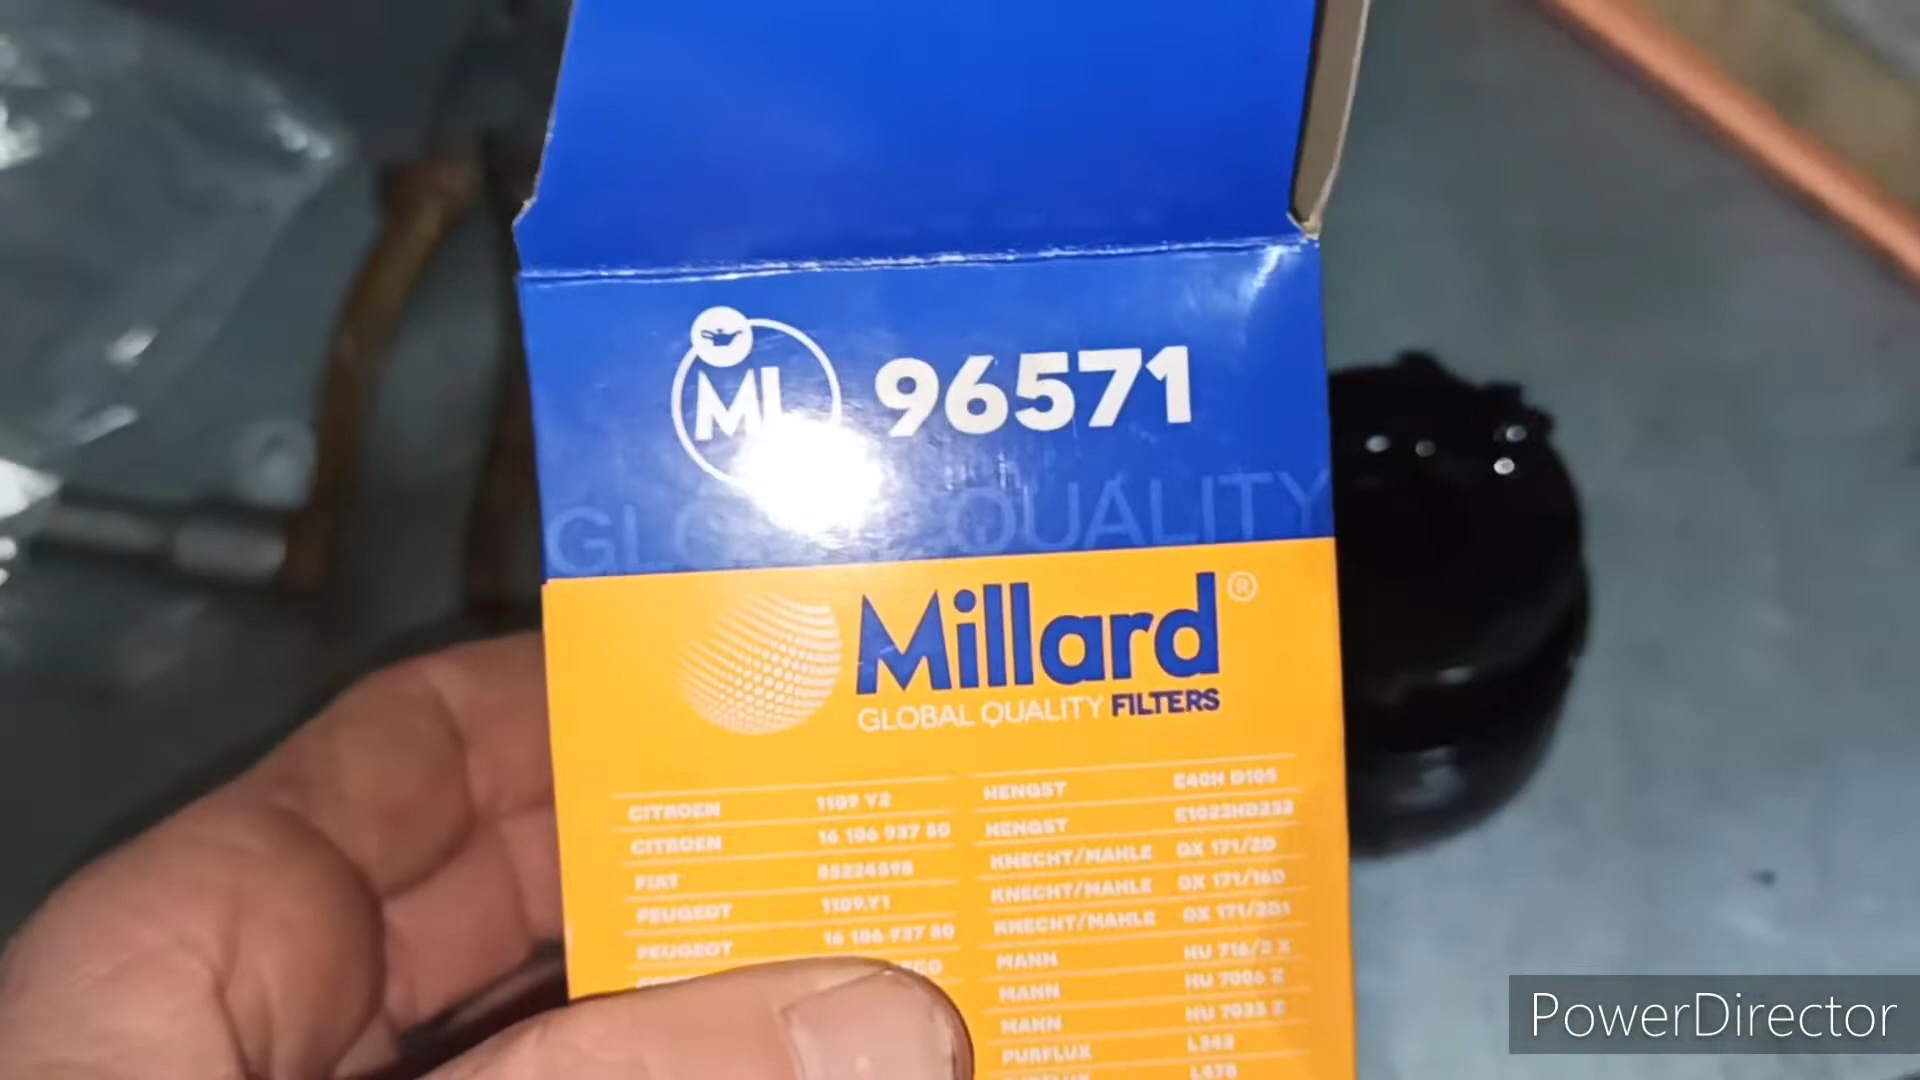 ML 96571
GLOBAL QUALITY
Millard®
GLOBAL QUALITY FILTERS
CITROEN 1109 Y2
CITROEN 16 106 937 80
FIAT
PEUGEOT 1109.Y1
PEUGEOT 16 106 937 80
HENGST E40H D105
HENGST E1023HD232
KNECHT/MAHLE OX 171/2D
KNECHT/MAHLE OX 171/16D
KNECHT/MAHLE OX 171/2D1
MANN HU 716/2 X
MANN HU 7006 Z
MANN HU 7033 Z
PURFLUX L343
PURFLUX
PowerDirector